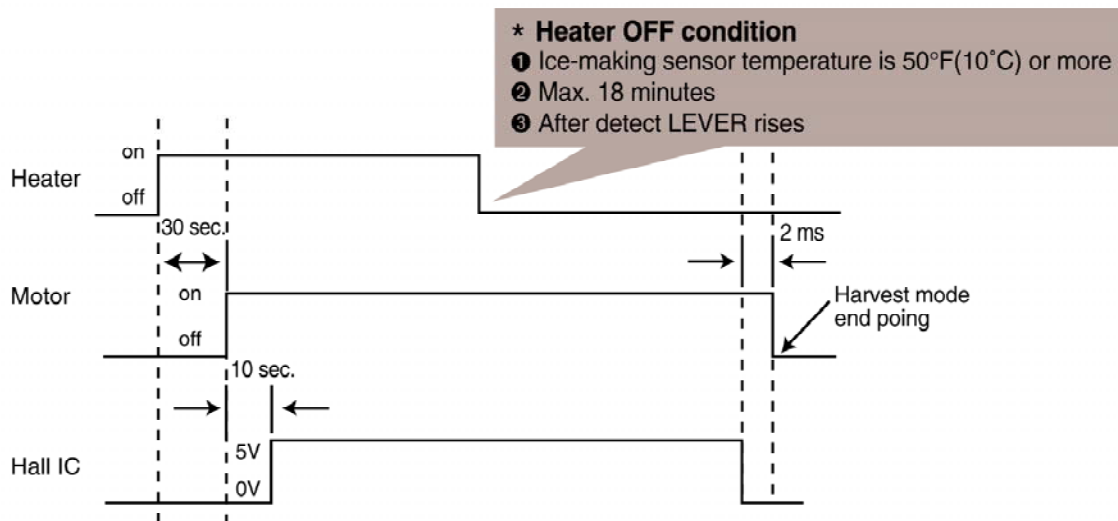 * Heater OFF condition
❶ Ice-making sensor temperature is 50°F(10˚C) or more
❷ Max. 18 minutes
❸ After detect LEVER rises
on
Heater
off
30 sec.
2 ms
Motor
on
Harvest mode
end poing
off
10 sec.
5V
Hall IC
0V